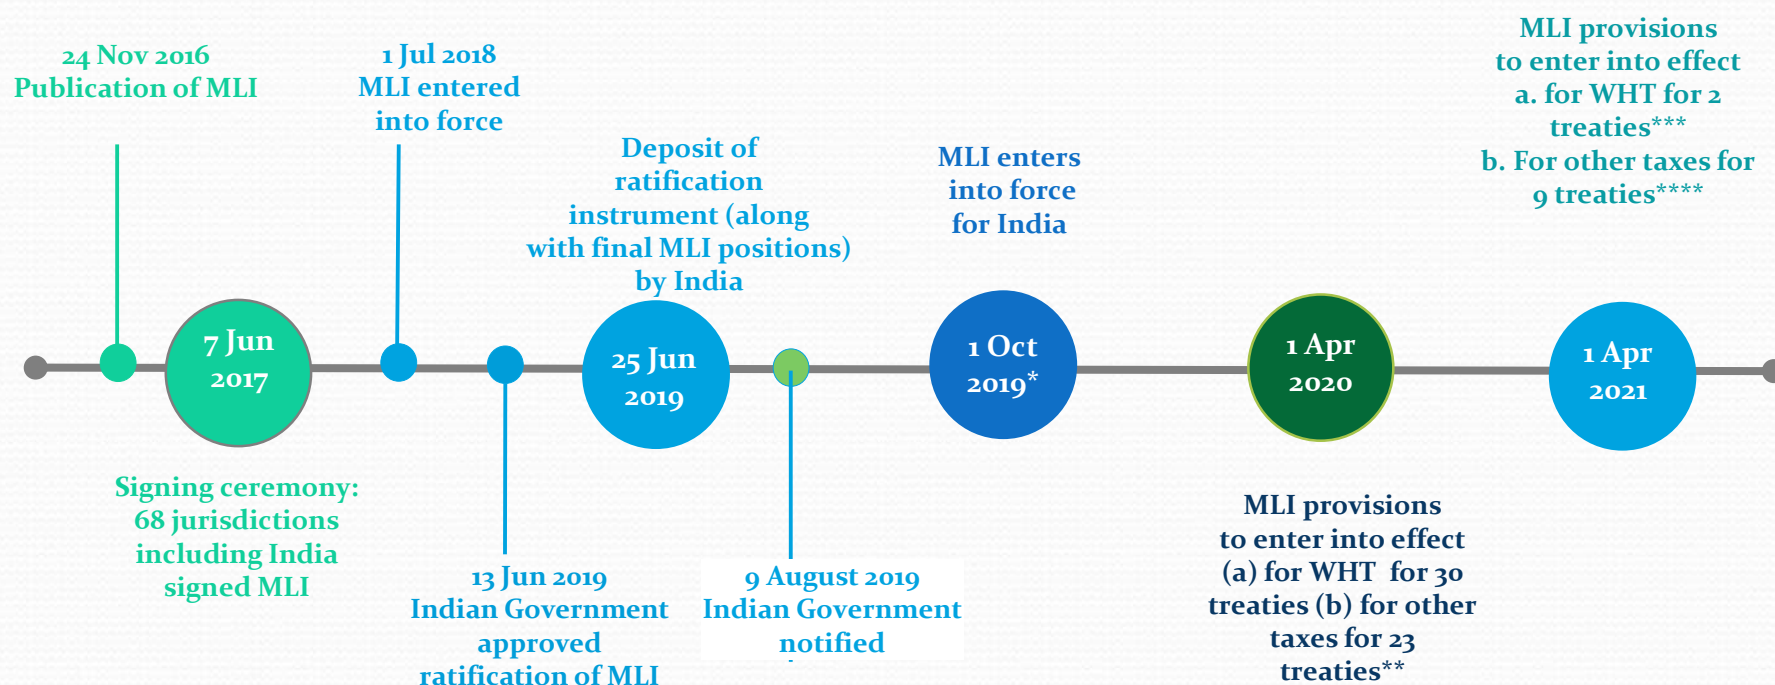 24 Nov 2016
Publication of MLI
7 Jun
2017
Signing ceremony:
68 jurisdictions
including India
signed MLI
1 Jul 2018
MLI entered
into force
13 Jun 2019
Indian Government
approved
ratification of MLI
Deposit of
ratification
instrument (along
with final MLI positions)
by India
25 Jun
2019
9 August 2019
Indian Government
notified
MLI enters
into force
for India
1 Oct
2019*
1 Apr
2020
MLI provisions
to enter into effect
(a) for WHT for 30
treaties (b) for other
taxes for 23
treaties**
MLI provisions
to enter into effect
a. for WHT for 2
treaties***
b. For other taxes for
9 treaties****
1 Apr
2021